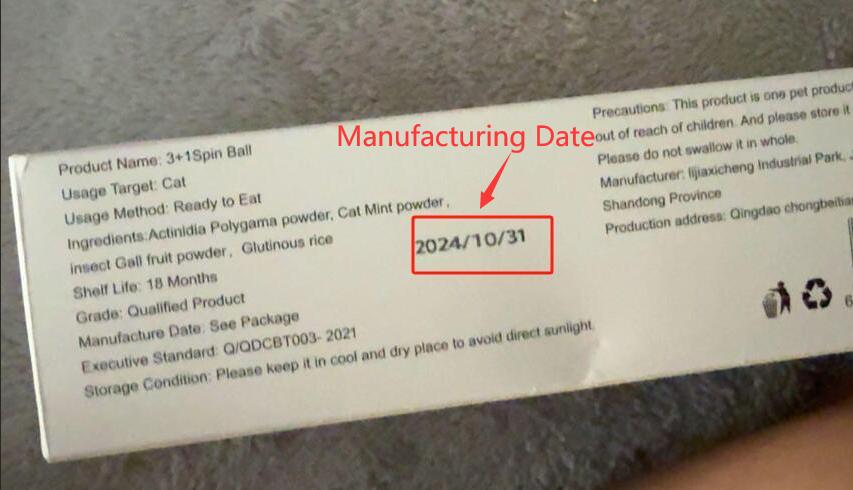 Product Name: 3+1Spin Ball
Usage Target: Cat
Usage Method: Ready to Eat
Ingredients:Actinidia Polygama powder, Cat Mint powder,
insect Gall fruit powder, Glutinous rice
Shelf Life: 18 Months
Grade: Qualified Product
Manufacture Date: See Package
Executive Standard: Q/QDCBT003- 2021
Storage Condition: Please keep it in cool and dry place to avoid direct sunlight.
Manufacturing Date
2024/10/31
Precautions: This product is one pet product
out of reach of children. And please store it
Please do not swallow it in whole.
Manufacturer: lijiaxicheng Industrial Park,
Shandong Province
Production address: Qingdao
6